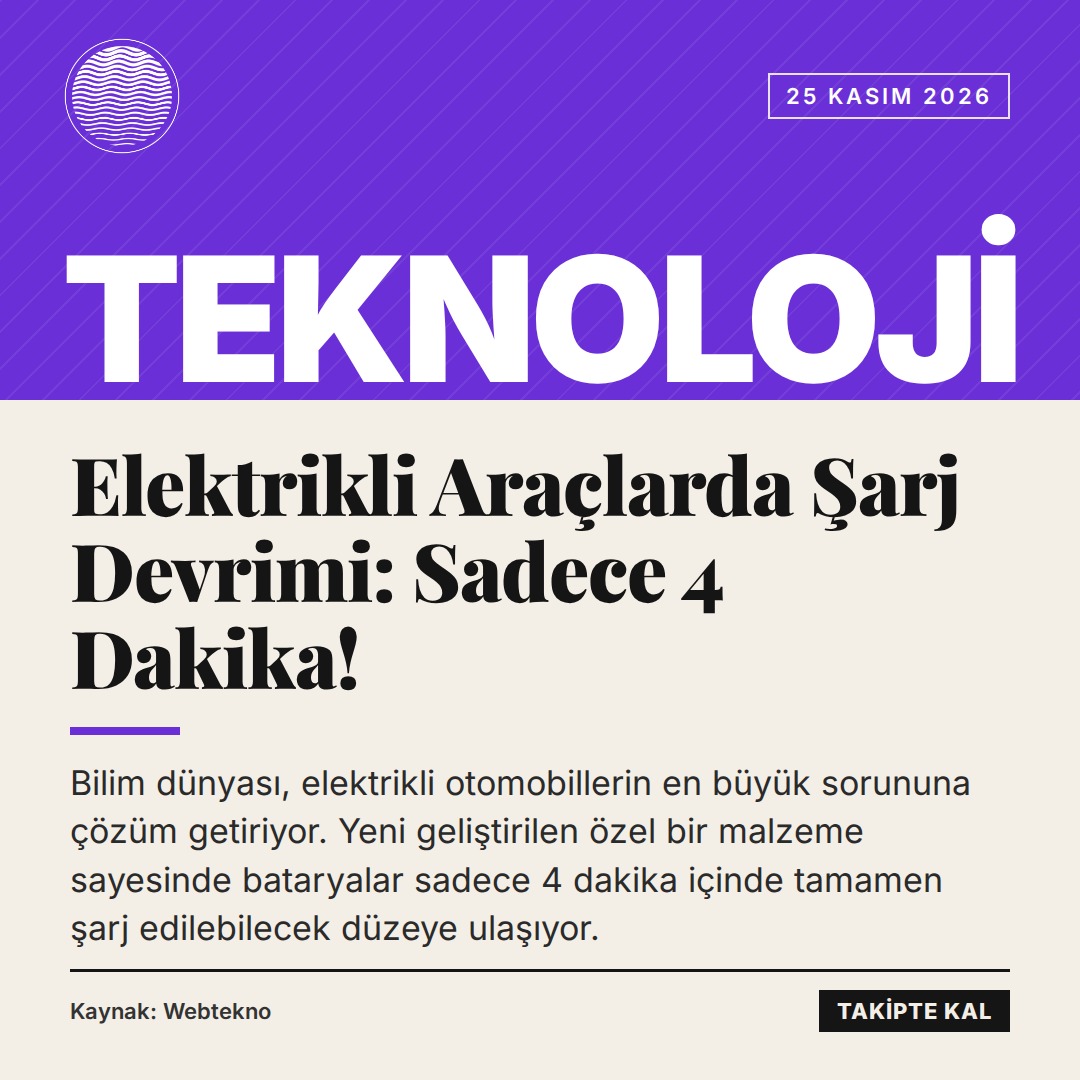 25 KASIM 2026
TEKNOLOJİ
Elektrikli Araçlarda Şarj
Devrimi: Sadece 4
Dakika!
Bilim dünyası, elektrikli otomobillerin en büyük sorununa
çözüm getiriyor. Yeni geliştirilen özel bir malzeme
sayesinde bataryalar sadece 4 dakika içinde tamamen
şarj edilebilecek düzeye ulaşıyor.
Kaynak: Webtekno
TAKİPTE KAL